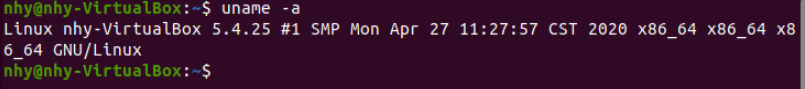 nhy@nhy-VirtualBox:~$ uname -a
Linux nhy-VirtualBox 5.4.25 #1 SMP Mon Apr 27 11:27:57 CST 2020 x86_64 x86_64 x8
6_64 GNU/Linux
nhy@nhy-VirtualBox:~$